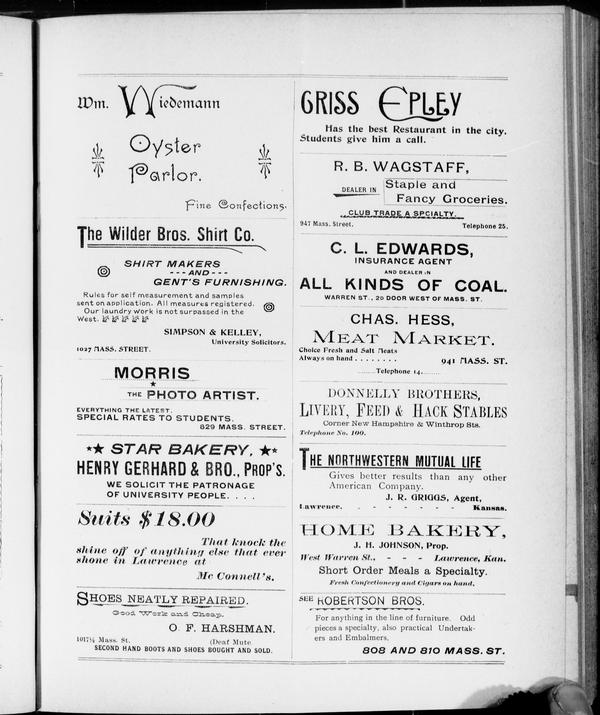 Wm. Wiedemann
Oyster
Parlor.
Fine Confections.
The Wilder Bros. Shirt Co.
SHIRT MAKERS
---AND---
GENT'S FURNISHING.
Rules for self measurement and samples
sent on application. All measures registered.
Our laundry work is not surpassed in the
West.
SIMPSON & KELLEY,
University Solicitors.
1027 MASS. STREET.
MORRIS
THE PHOTO ARTIST.
EVERYTHING THE LATEST.
SPECIAL RATES TO STUDENTS.
829 MASS. STREET.
STAR BAKERY,
HENRY GERHARD & BRO., PROP'S.
WE SOLICIT THE PATRONAGE
OF UNIVERSITY PEOPLE. . . .
Suits $18.00
That knock the
shine off of anything else that ever
shone in Lawrence at
Mc Connell's.
SHOES NEATLY REPAIRED.
Good Work and Cheap.
O. F. HARSHMAN.
1017½ Mass. St. (Deaf Mute.
SECOND HAND BOOTS AND SHOES BOUGHT AND SOLD.
GRISS EPLEY
Has the best Restaurant in the city.
Students give him a call.
R. B. WAGSTAFF,
DEALER IN Staple and
Fancy Groceries.
CLUB TRADE A SPCIALTY.
947 Mass. Street. Telephone 25.
C. L. EDWARDS,
INSURANCE AGENT
AND DEALER IN
ALL KINDS OF COAL.
WARREN ST., 2D DOOR WEST OF MASS. ST.
CHAS. HESS,
MEAT MARKET.
Choice Fresh and Salt Meats
Always on hand . . . . . . . . 941 MASS. ST.
........Telephone 14........
DONNELLY BROTHERS,
LIVERY, FEED & HACK STABLES
Corner New Hampshire & Winthrop Sts.
Telephone No. 100.
THE NORTHWESTERN MUTUAL LIFE
Gives better results than any other
American Company.
J. R. GRIGGS, Agent,
Lawrence. - - - - - - Kansas.
HOME BAKERY,
J. H. JOHNSON, Prop.
West Warren St., - - - Lawrence, Kan.
Short Order Meals a Specialty.
Fresh Confectionery and Cigars on hand.
SEE ROBERTSON BROS.
For anything in the line of furniture. Odd
pieces a specialty, also practical Undertak-
ers and Embalmers.
808 AND 810 MASS. ST.